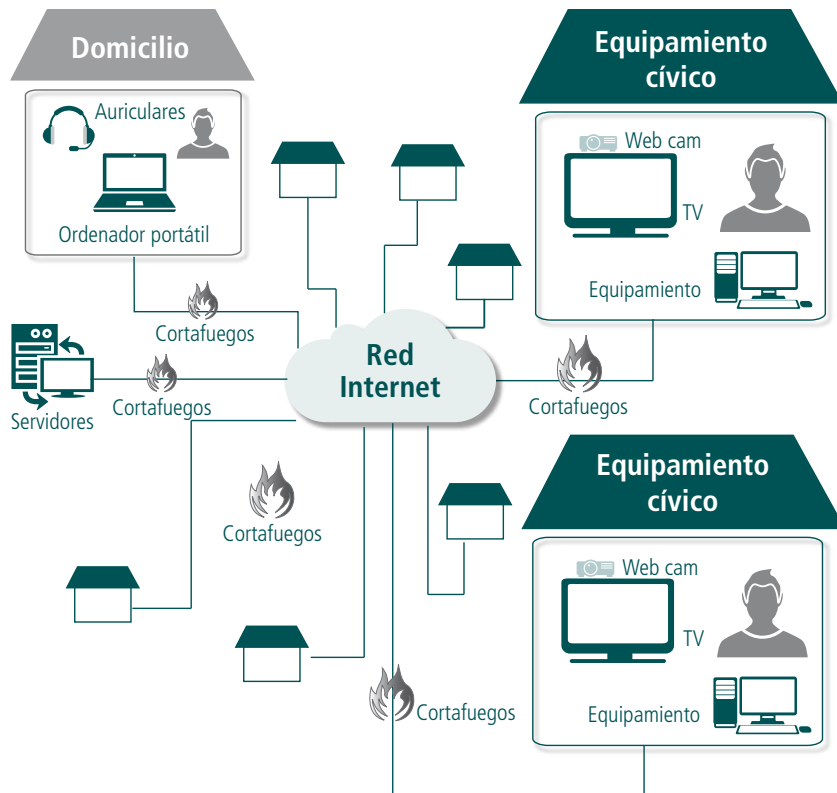 Domicilio
Auriculares
Ordenador portátil
Equipamiento
cívico
Web cam
TV
Equipamiento
Cortafuegos
Servidores
Cortafuegos
Red
Internet
Cortafuegos
Cortafuegos
Equipamiento
cívico
Web cam
TV
Equipamiento
Cortafuegos